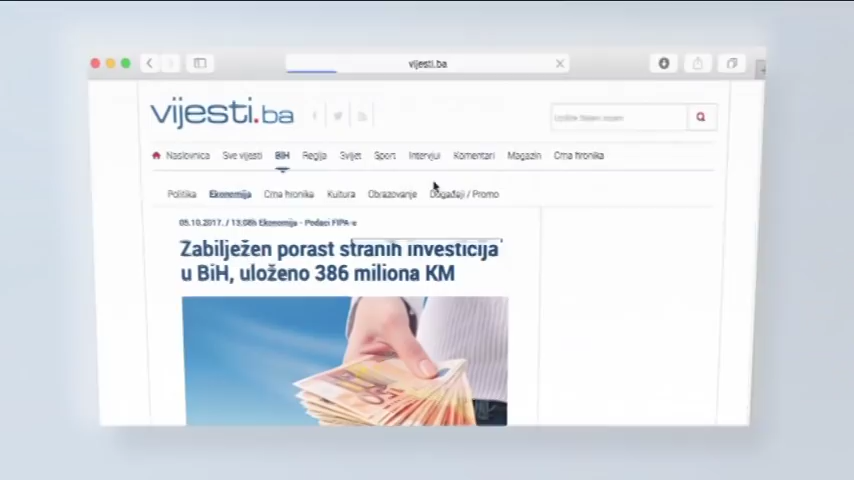 vijesti.ba
vijesti.ba
Naslovnica Sve vijesti BiH Regija Svijet Sport Intervjui Komentari Magazin Crna hronika
Politika Ekonomija Crna hronika Kultura Obrazovanje Događaji / Promo
05.10.2017. / 13:08h Ekonomija - Podaci FIPA-e
Zabilježen porast stranih investicija
u BiH, uloženo 386 miliona KM